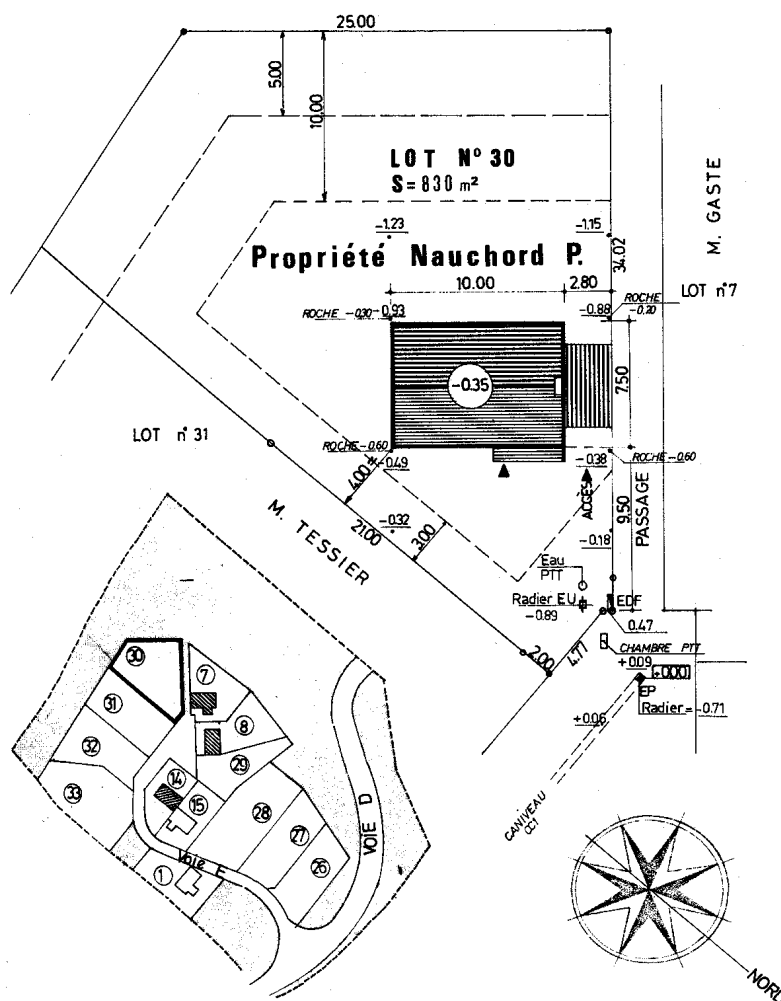 25.00
5.00
10.00
LOT N° 30
S = 830 m²
M. GASTE
-1.23
-1.15
34.02
Propriété Nauchord P.
10.00
2.80
LOT n°7
ROCHE -0.30
-0.93
-0.88
ROCHE
-0.20
-0.35
7.50
LOT n° 31
ROCHE -0.60
-0.49
-0.38
ROCHE -0.60
4.00
ACCES
9.50
PASSAGE
M. TESSIER
21.00
-0.32
3.00
-0.18
Eau
PTT
Radier EU
-0.89
EDF
0.47
2.00
4.77
CHAMBRE PTT
+0.09
±0.00
EP
Radier = -0.71
+0.06
CANIVEAU
CC1
30
7
31
8
32
29
33
14
15
28
27
26
1
Voie E
VOIE D
NORD